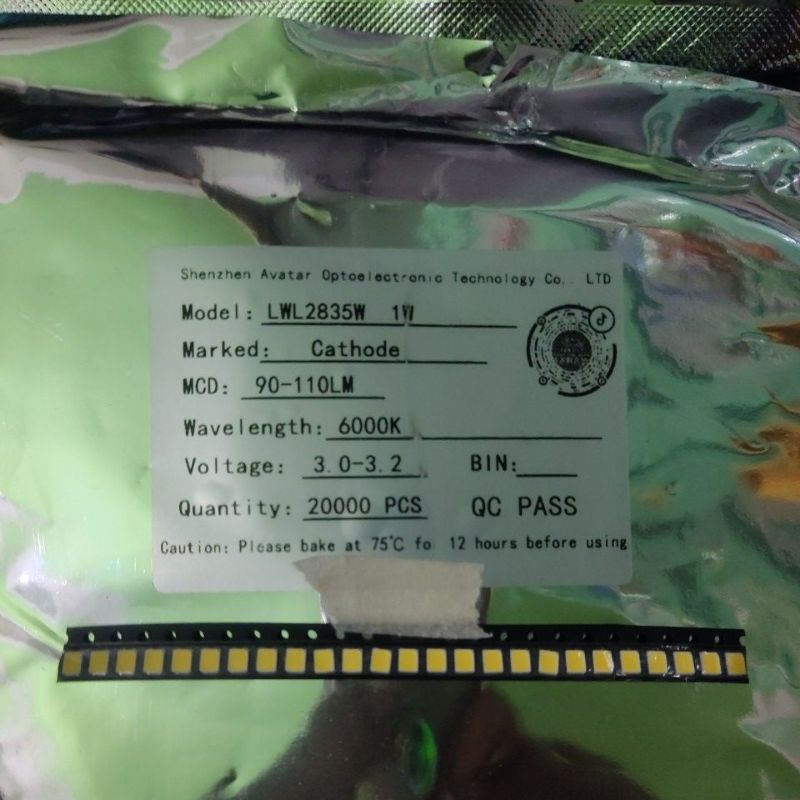 Shenzhen Avatar Optoelectronic Technology Co., LTD
Model: LWL2835W 1W
Marked: Cathode
MCD: 90-110LM
Wavelength: 6000K
Voltage: 3.0-3.2 BIN:
Quantity: 20000 PCS QC PASS
Caution: Please bake at 75℃ fo 12 hours before using